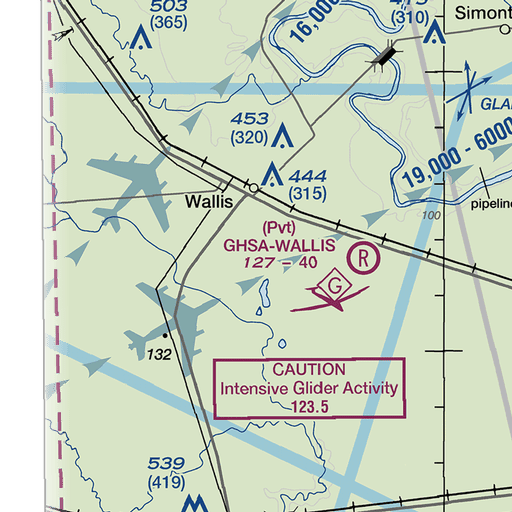 503
(365)
(310)
Simont
16,000
453
(320)
GLA
444
(315)
19,000 - 6000
Wallis
100
pipeline
(Pvt)
GHSA-WALLIS
127 - 40
R
G
132
CAUTION
Intensive Glider Activity
123.5
539
(419)